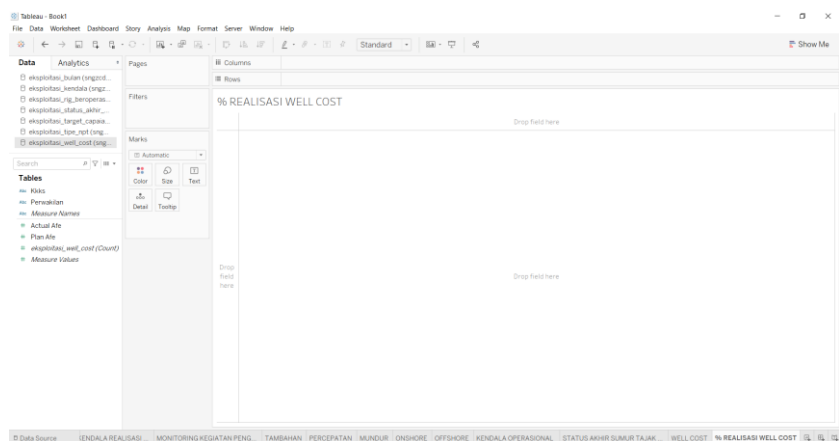 Tableau - Book1
File Data Worksheet Dashboard Story Analysis Map Format Server Window Help
Standard
Show Me
Data Analytics
Pages
Columns
Rows
eksploitasi_bulan (sngzcd...
eksploitasi_kendala (sngz...
eksploitasi_rig_beroperas...
eksploitasi_status_akhir_...
eksploitasi_target_capaia...
eksploitasi_tipe_npt (sng...
eksploitasi_well_cost (sng...
Search
Tables
Abc Kkks
Abc Perwakilan
Abc Measure Names
Actual Afe
Plan Afe
eksploitasi_well_cost (Count)
Measure Values
Filters
Marks
Automatic
Color Size Text
Detail Tooltip
% REALISASI WELL COST
Drop field here
Drop
field
here
Drop field here
Data Source KENDALA REALISASI ... MONITORING KEGIATAN PENG... TAMBAHAN PERCEPATAN MUNDUR ONSHORE OFFSHORE KENDALA OPERASIONAL STATUS AKHIR SUMUR TAJAK ... WELL COST % REALISASI WELL COST